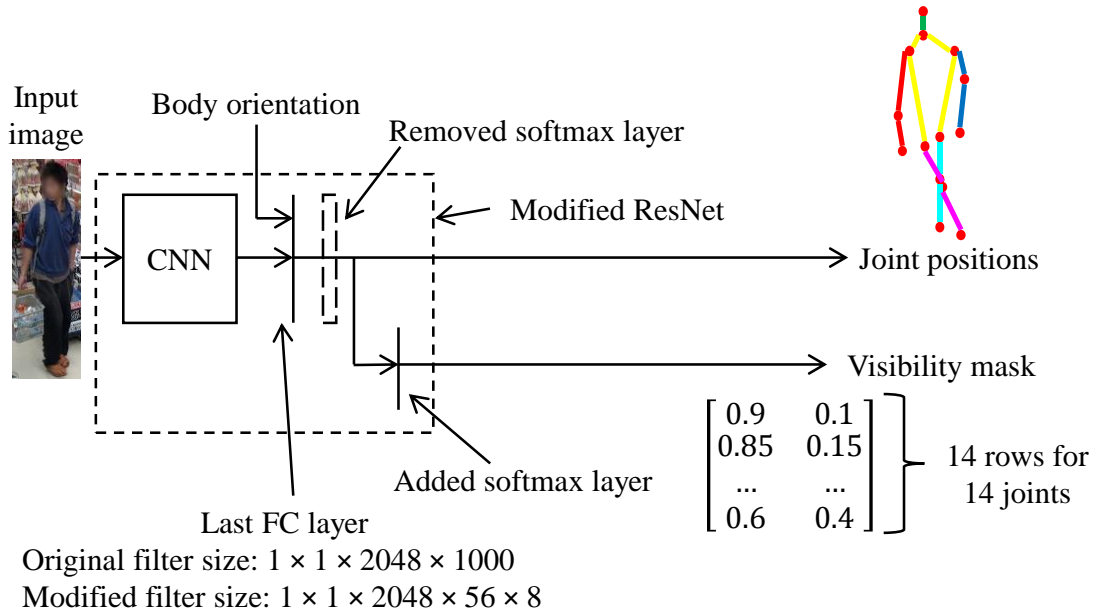 Input
image
Body orientation
Removed softmax layer
CNN
Modified ResNet
Joint positions
Visibility mask
0.9 0.1
0.85 0.15
... ...
0.6 0.4
14 rows for
14 joints
Added softmax layer
Last FC layer
Original filter size: 1 × 1 × 2048 × 1000
Modified filter size: 1 × 1 × 2048 × 56 × 8